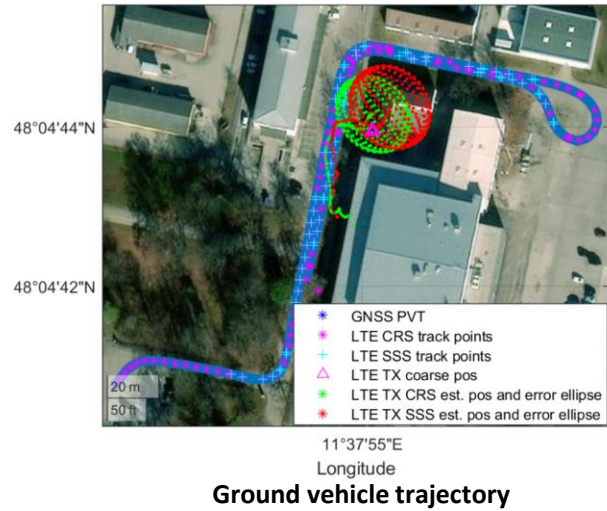 48°04'44"N
48°04'42"N
GNSS PVT
LTE CRS track points
LTE SSS track points
LTE TX coarse pos
LTE TX CRS est. pos and error ellipse
LTE TX SSS est. pos and error ellipse
20 m
50 ft
11°37'55"E
Longitude
Ground vehicle trajectory